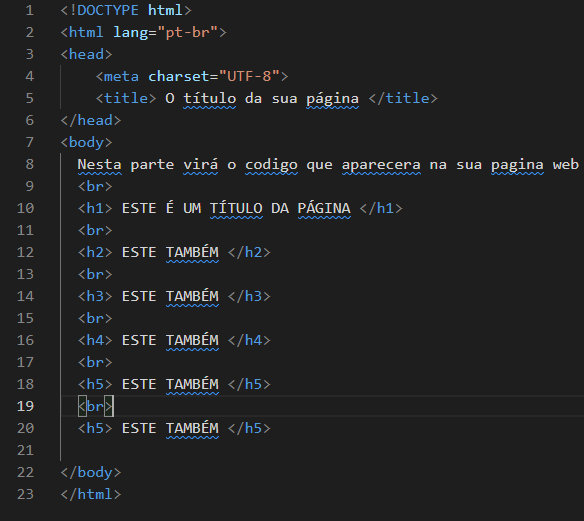 1 <!DOCTYPE html>
2 <html lang="pt-br">
3 <head>
4 <meta charset="UTF-8">
5 <title> O título da sua página </title>
6 </head>
7 <body>
8 Nesta parte virá o codigo que aparecera na sua pagina web
9 <br>
10 <h1> ESTE É UM TÍTULO DA PÁGINA </h1>
11 <br>
12 <h2> ESTE TAMBÉM </h2>
13 <br>
14 <h3> ESTE TAMBÉM </h3>
15 <br>
16 <h4> ESTE TAMBÉM </h4>
17 <br>
18 <h5> ESTE TAMBÉM </h5>
19 <br>
20 <h5> ESTE TAMBÉM </h5>
21
22 </body>
23 </html>